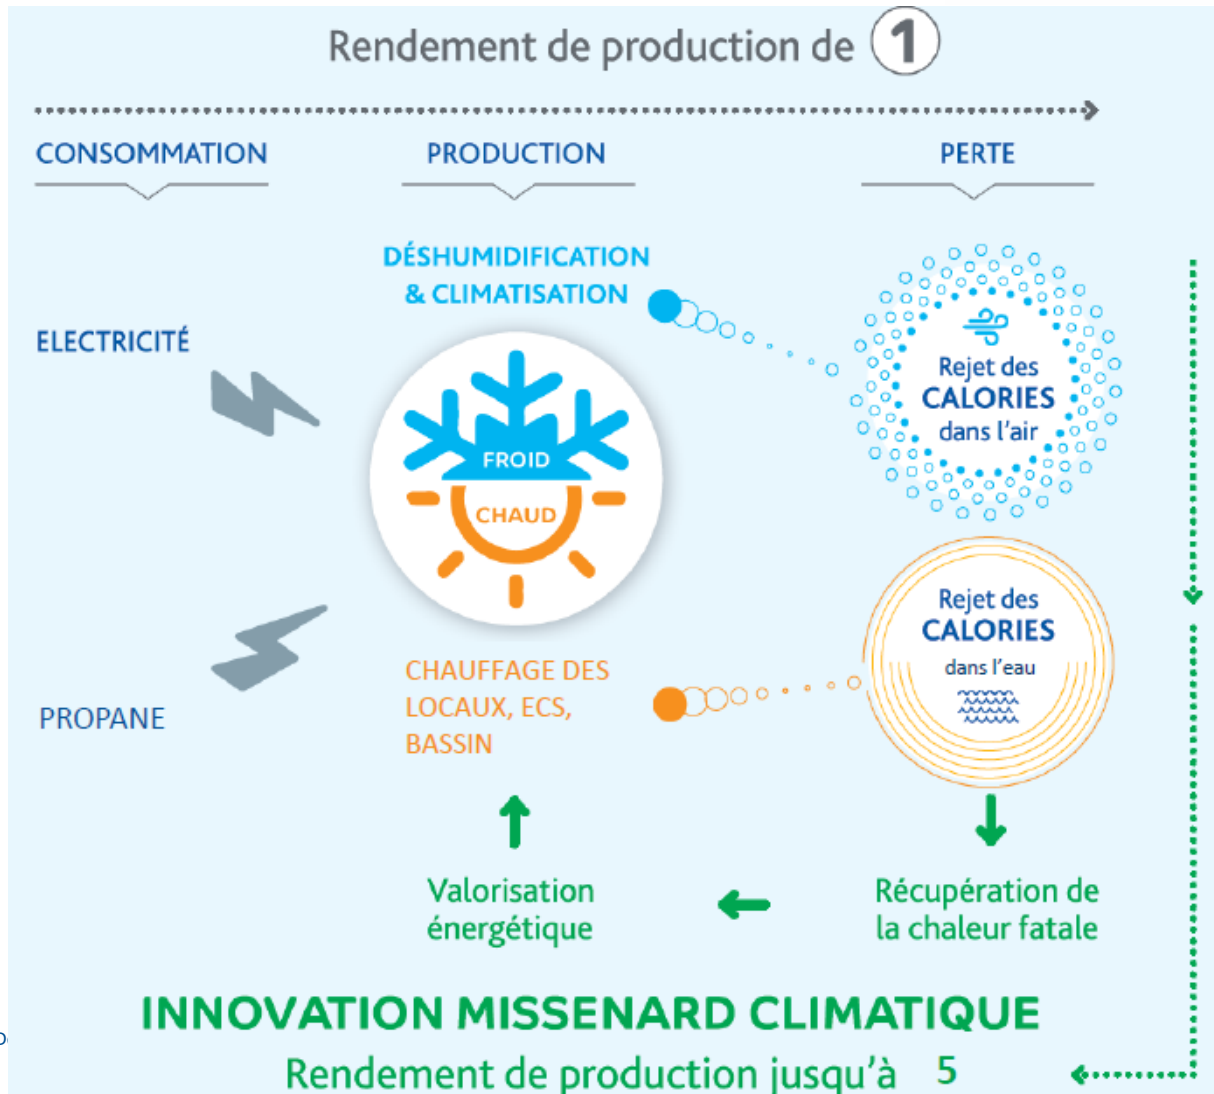 Rendement de production de 1
CONSOMMATION
PRODUCTION
PERTE
DÉSHUMIDIFICATION
& CLIMATISATION
ELECTRICITÉ
Rejet des
CALORIES
dans l'air
FROID
CHAUD
Rejet des
CALORIES
dans l'eau
CHAUFFAGE DES
LOCAUX, ECS,
BASSIN
PROPANE
Valorisation
énergétique
Récupération de
la chaleur fatale
INNOVATION MISSENARD CLIMATIQUE
Rendement de production jusqu'à 5